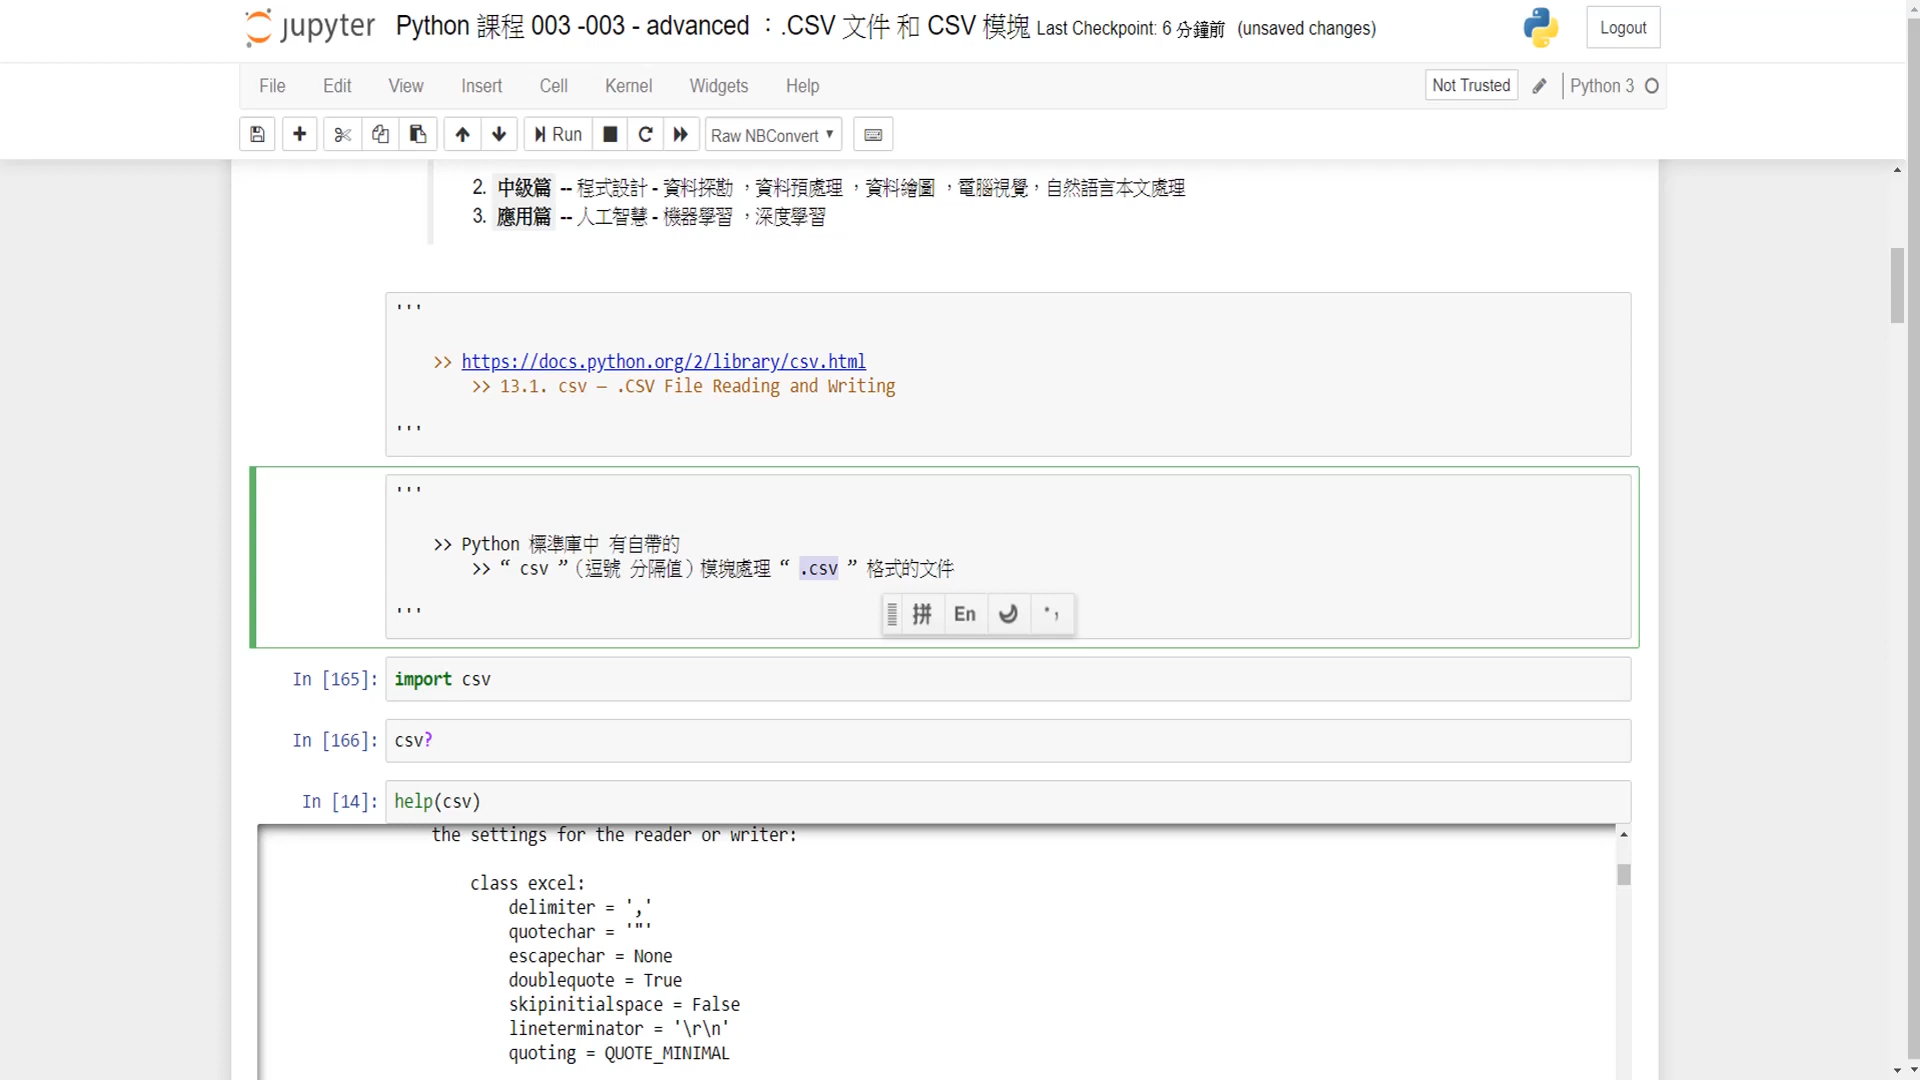 jupyter Python 課程 003 -003 - advanced ：.CSV 文件 和 CSV 模塊 Last Checkpoint: 6 分鐘前 (unsaved changes) Logout
File Edit View Insert Cell Kernel Widgets Help Not Trusted Python 3
Run Raw NBConvert
2. 中級篇 -- 程式設計 - 資料探勘 ，資料預處理 ，資料繪圖 ，電腦視覺，自然語言本文處理
3. 應用篇 -- 人工智慧 - 機器學習 ，深度學習
'''
>> https://docs.python.org/2/library/csv.html
>> 13.1. csv — .CSV File Reading and Writing
'''
'''
>> Python 標準庫中 有自帶的
>> “ csv ”（逗號 分隔值）模塊處理 “ .csv ” 格式的文件
'''
拼 En
In [165]: import csv
In [166]: csv?
In [14]: help(csv)
the settings for the reader or writer:
class excel:
delimiter = ','
quotechar = '"'
escapechar = None
doublequote = True
skipinitialspace = False
lineterminator = '\r\n'
quoting = QUOTE_MINIMAL